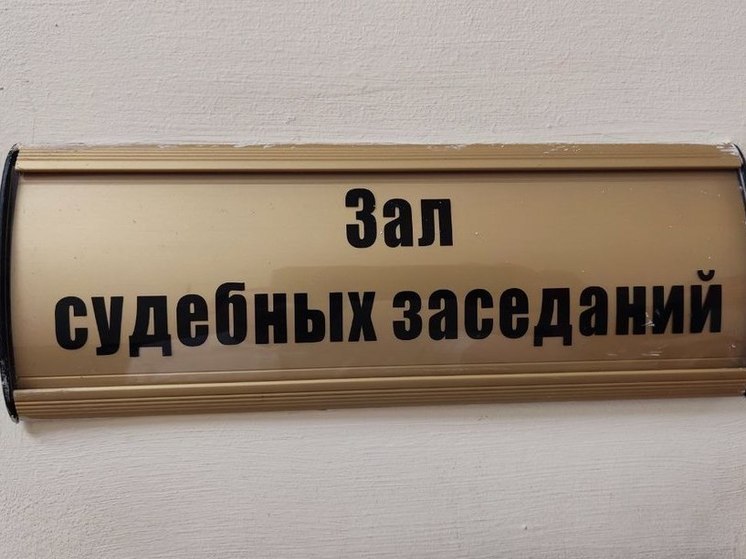 Зал
судебных заседаний